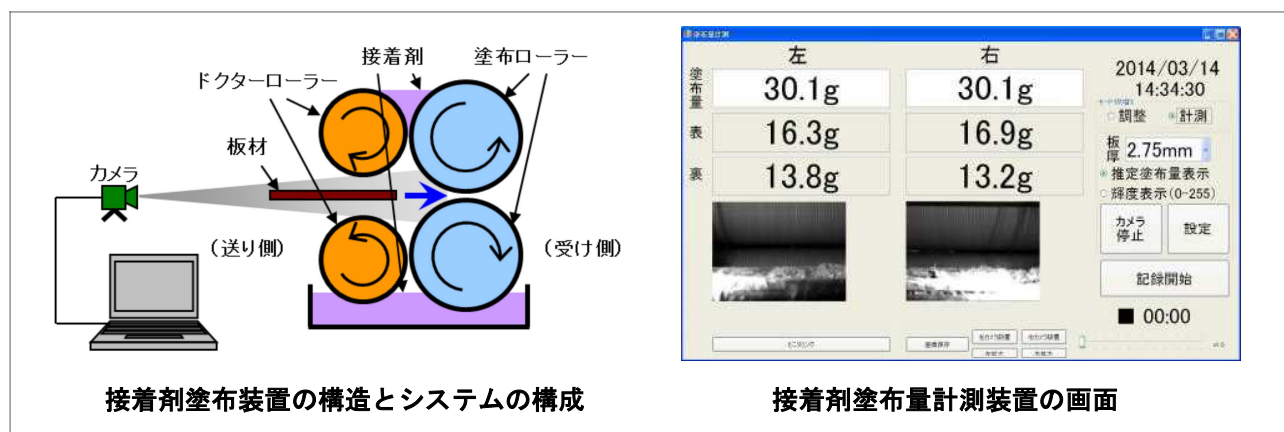 接着剤
塗布ローラー
ドクターローラー
板材
カメラ
(送り側)
(受け側)
接着剤塗布装置の構造とシステムの構成
塗布量計測
左
右
2014/03/14
14:34:30
塗布量
30.1g
30.1g
調整
計測
表
16.3g
16.9g
板厚
2.75mm
裏
13.8g
13.2g
推定塗布量表示
輝度表示(0-255)
カメラ
停止
設定
記録開始
00:00
画像保存
接着剤塗布量計測装置の画面